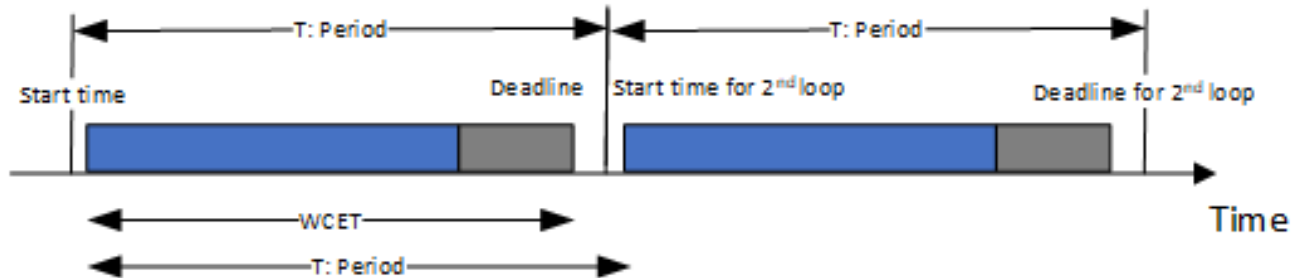 T: Period
T: Period
Start time
Deadline
Start time for 2nd loop
Deadline for 2nd loop
WCET
Time
T: Period